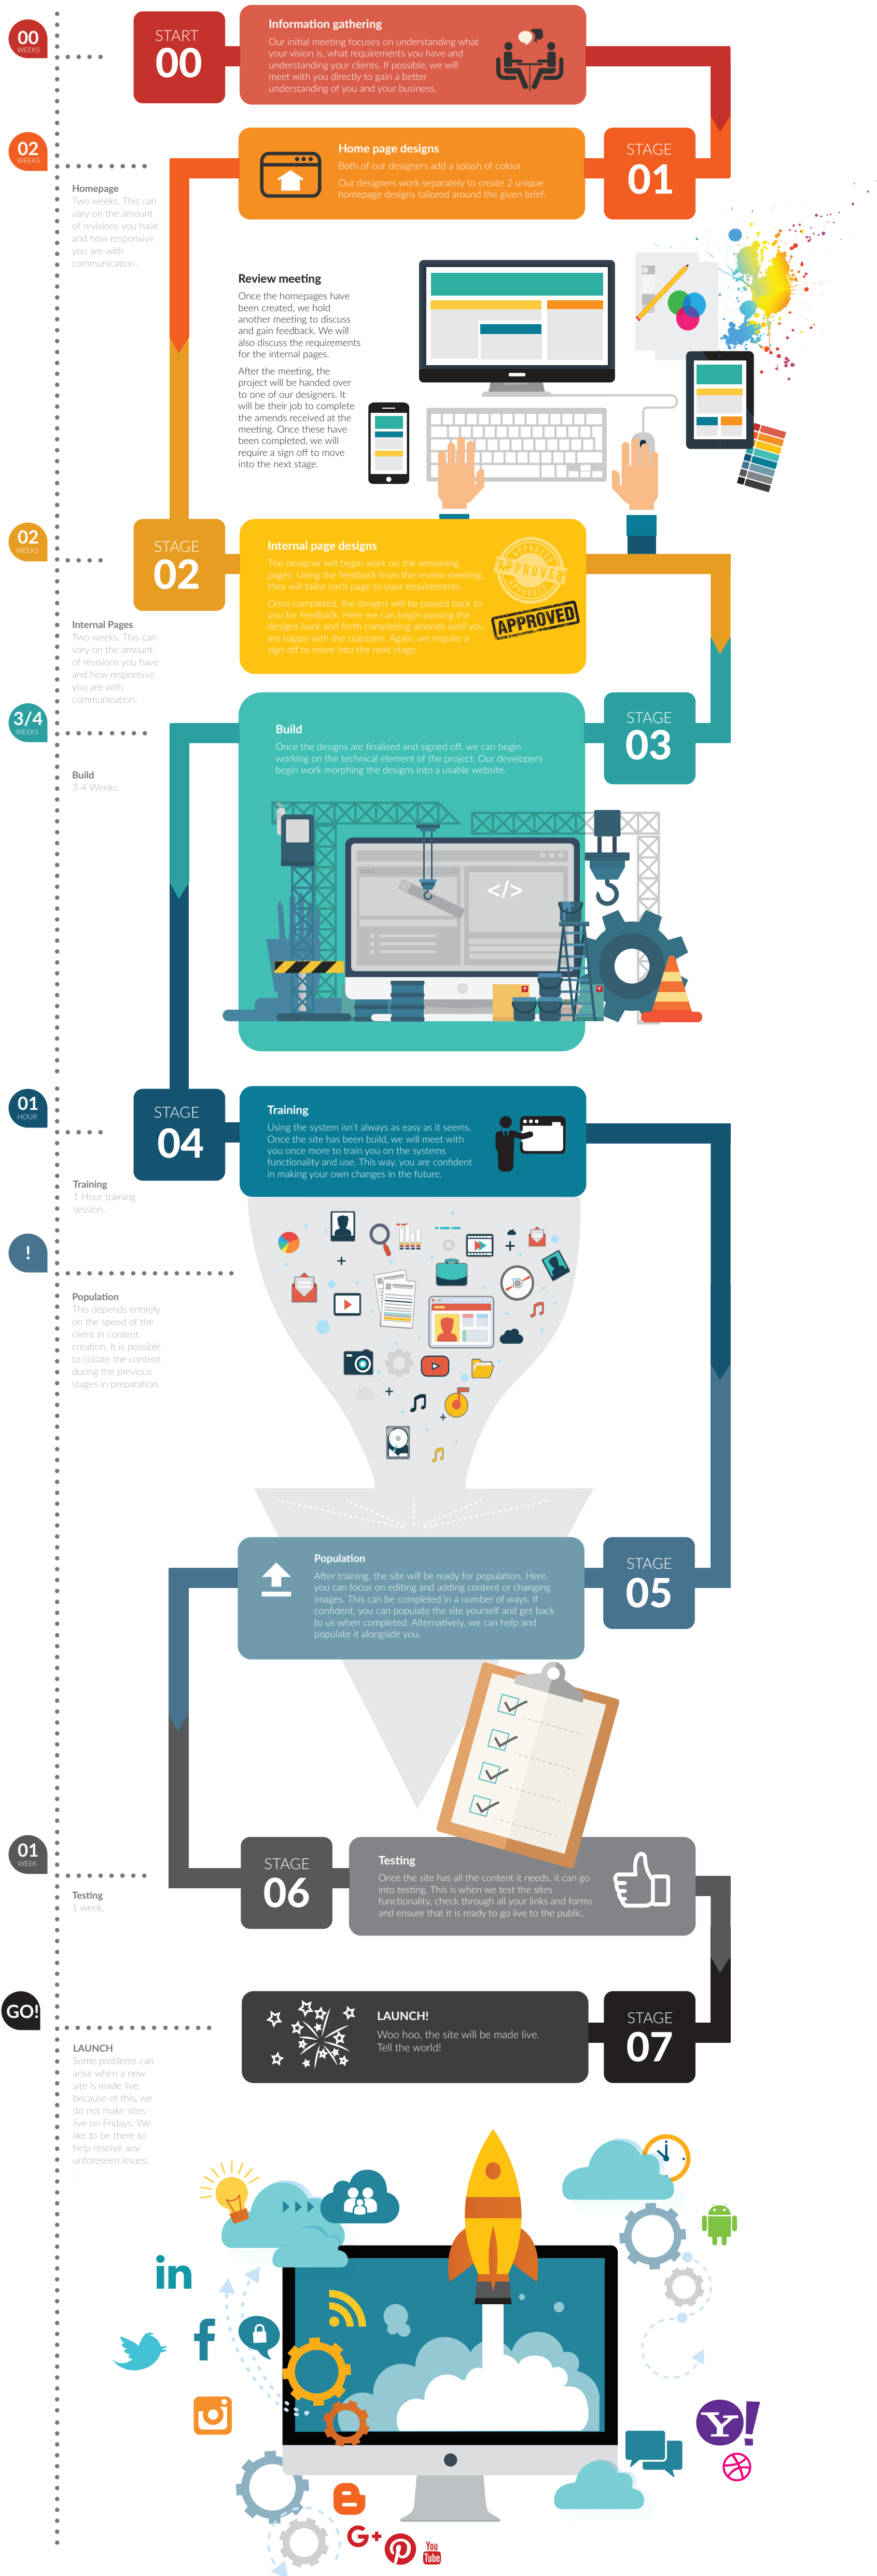 00
WEEKS
START
00
Information gathering
Our initial meeting focuses on understanding what
your vision is, what requirements you have and
understanding your clients. If possible, we will
meet with you directly to gain a better
understanding of you and your business.
02
WEEKS
Homepage
Two weeks. This can
vary on the amount
of revisions you have
and how responsive
you are with
communication.
Home page designs
Both of our designers add a splash of colour.
Our designers work separately to create 2 unique
homepage designs tailored around the given brief.
STAGE
01
Review meeting
Once the homepages have
been created, we hold
another meeting to discuss
and gain feedback. We will
also discuss the requirements
for the internal pages.
After the meeting, the
project will be handed over
to one of our designers. It
will be their job to complete
the amends received at the
meeting. Once these have
been completed, we will
require a sign off to move
into the next stage.
02
WEEKS
Internal Pages
Two weeks. This can
vary on the amount
of revisions you have
and how responsive
you are with
communication.
STAGE
02
Internal page designs
The designer will begin work on the remaining
pages. Using the feedback from the review meeting,
they will tailor each page to your requirements.
Once completed, the designs will be passed back to
you for feedback. Here we can begin passing the
designs back and forth completing amends until you
are happy with the outcome. Again, we require a
sign off to move into the next stage.
APPROVED
APPROVED
APPROVED
APPROVED
3/4
WEEKS
Build
3-4 Weeks.
Build
Once the designs are finalised and signed off, we can begin
working on the technical element of the project. Our developers
begin work morphing the designs into a usable website.
STAGE
03
</>
01
HOUR
Training
1 Hour training
session.
STAGE
04
Training
Using the system isn't always as easy as it seems.
Once the site has been build, we will meet with
you once more to train you on the systems
functionality and use. This way, you are confident
in making your own changes in the future.
!
Population
This depends entirely
on the speed of the
client in content
creation. It is possible
to collate the content
during the previous
stages in preparation.
Population
After training, the site will be ready for population. Here,
you can focus on editing and adding content or changing
images. This can be completed in a number of ways. If
confident, you can populate the site yourself and get back
to us when completed. Alternatively, we can help and
populate it alongside you.
STAGE
05
01
WEEK
Testing
1 week.
STAGE
06
Testing
Once the site has all the content it needs, it can go
into testing. This is when we test the sites
functionality, check through all your links and forms
and ensure that it is ready to go live to the public.
GO!
LAUNCH
Some problems can
arise when a new
site is made live,
because of this, we
do not make sites
live on Fridays. We
like to be there to
help resolve any
unforeseen issues.
.
LAUNCH!
Woo hoo, the site will be made live.
Tell the world!
STAGE
07
in
f
Y!
G+
You
Tube